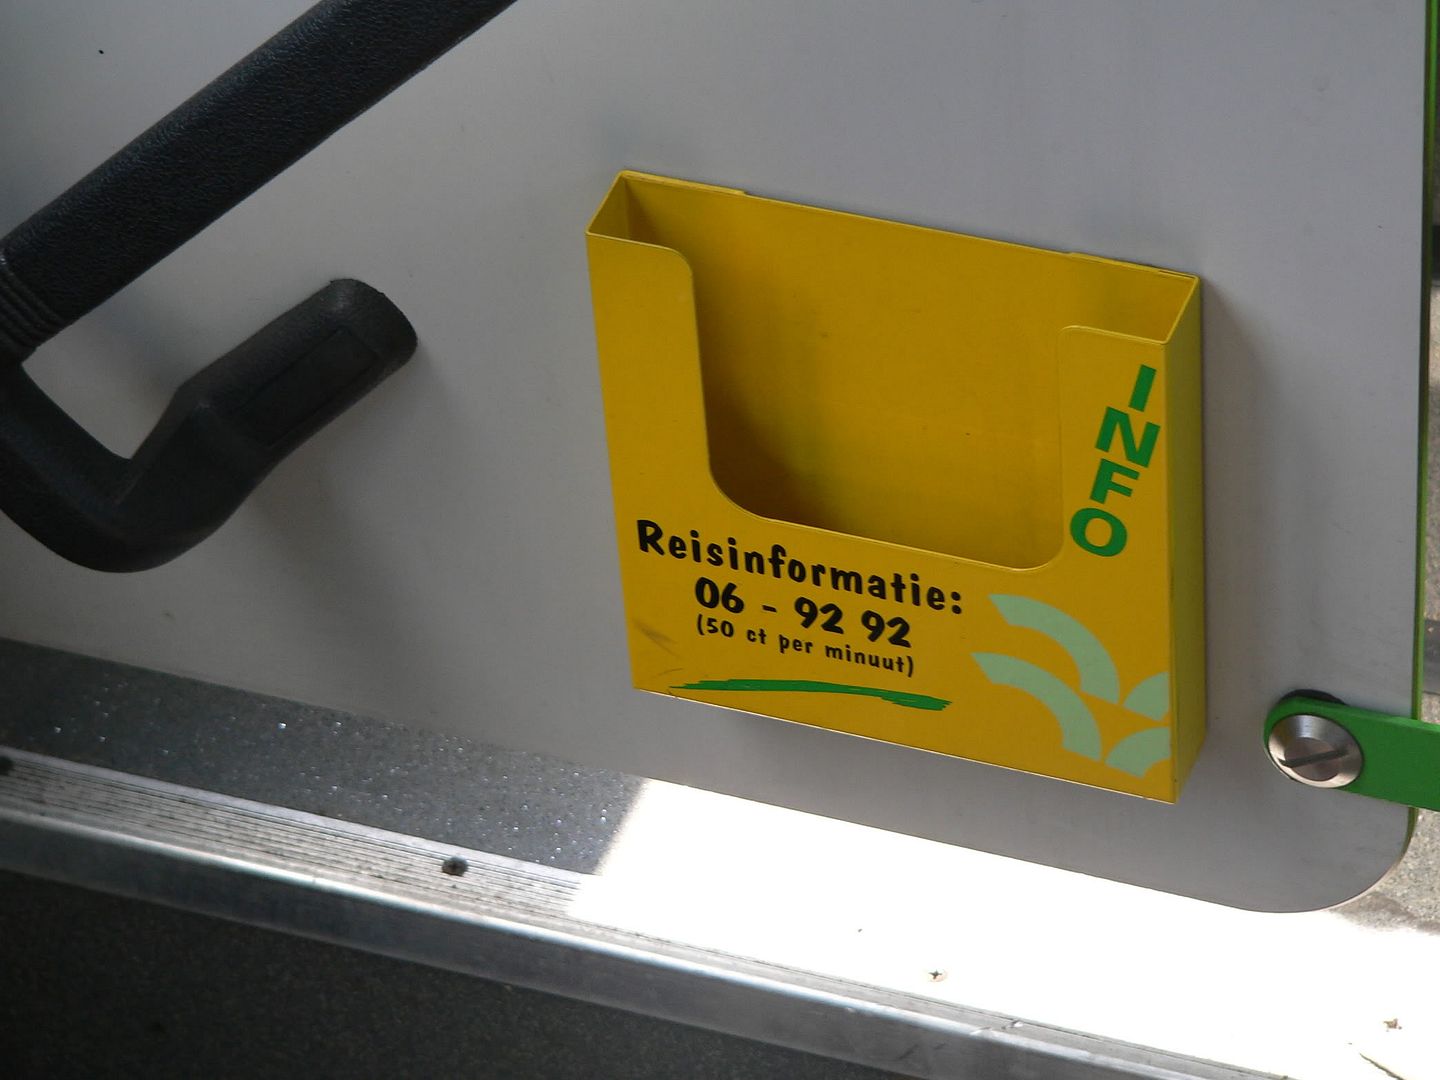 INFO
Reisinformatie:
06 - 92 92
(50 ct per minuut)